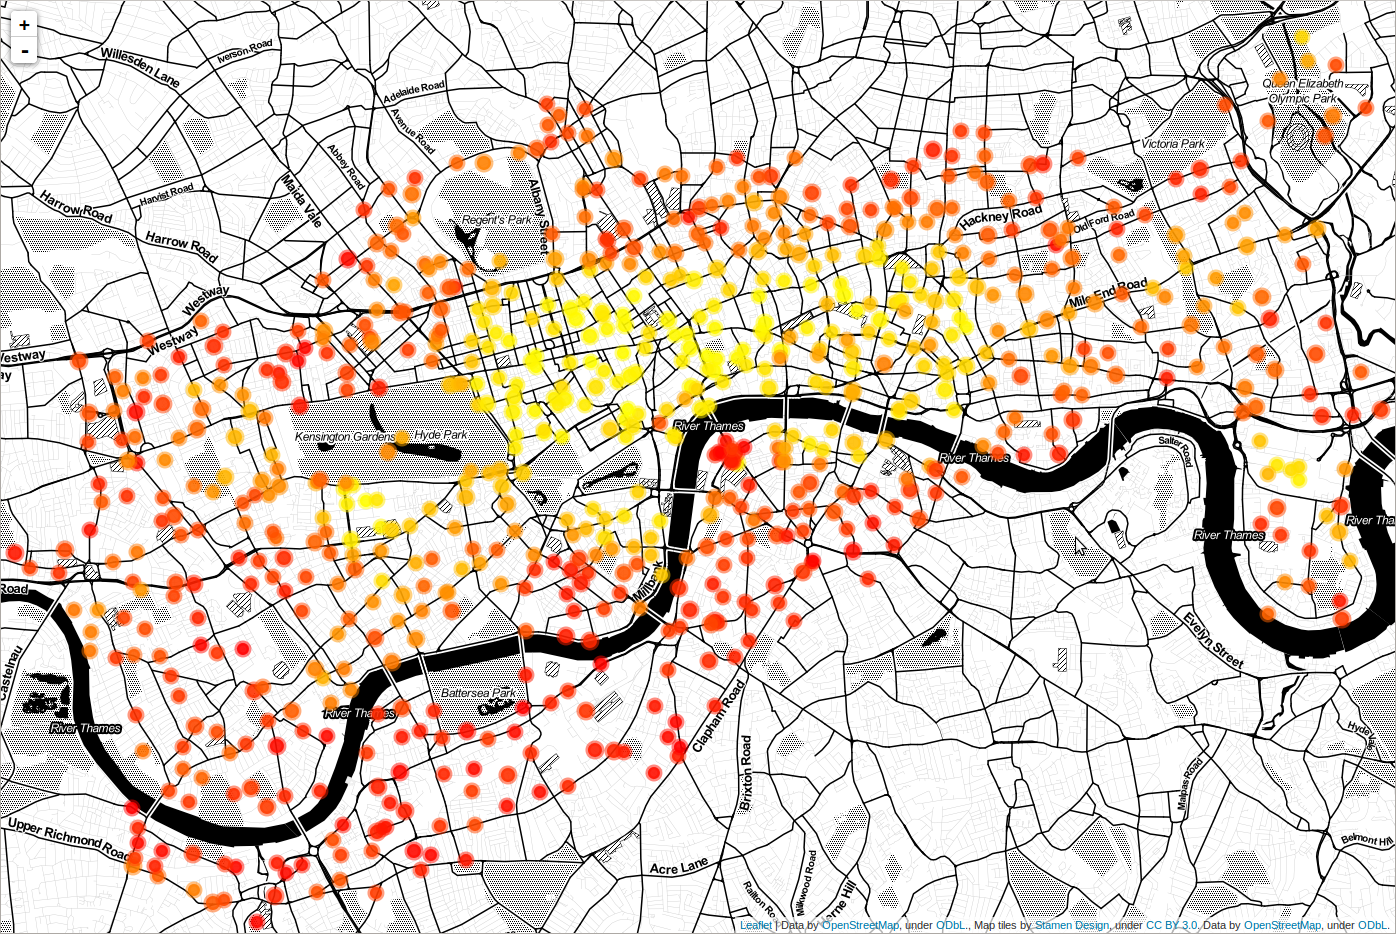 +
-
Willesden Lane
Iverson Road
Adelaide Road
Avenue Road
Abbey Road
Maida Vale
Harvist Road
Harrow Road
Harrow Road
Albany Street
Regent's Park
Queen Elizabeth
Olympic Park
Victoria Park
Hackney Road
Old Ford Road
Mile End Road
Westway
Westway
Westway
ay
Kensington Gardens
Hyde Park
River Thames
River Thames
Salter Road
River Thames
River Tha
Road
Millbank
Castelnau
Evelyn Street
Battersea Park
River Thames
River Thames
Clapham Road
Brixton Road
Hyde Vale
Malpas Road
Upper Richmond Road
Acre Lane
Railton Ro
Milkwood Road
erne Hill
Belmont Hill
Leaflet | Data by OpenStreetMap, under ODbL., Map tiles by Stamen Design, under CC BY 3.0. Data by OpenStreetMap, under ODbL.